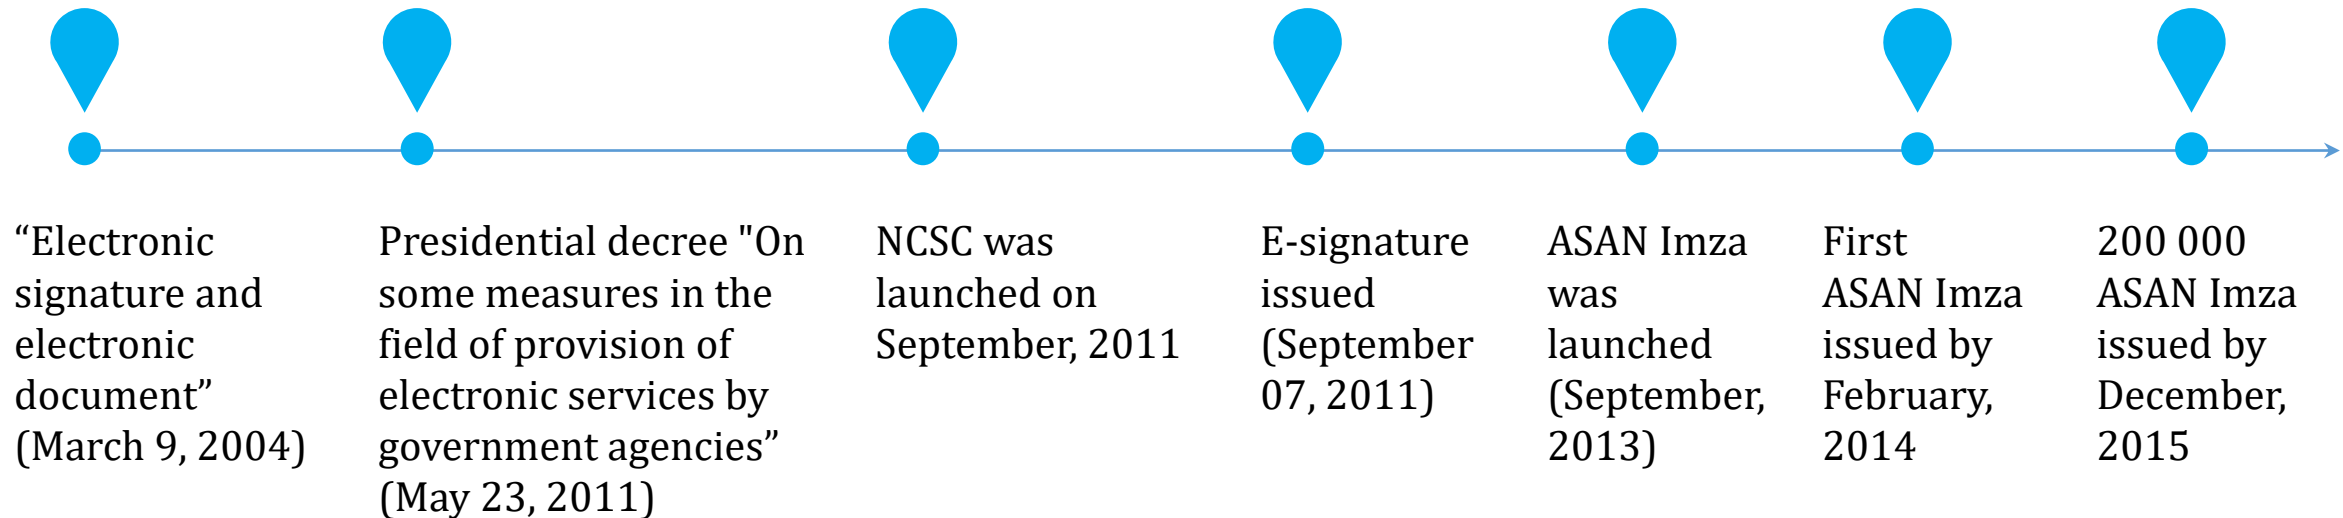 “Electronic
signature and
electronic
document”
(March 9, 2004)
Presidential decree "On
some measures in the
field of provision of
electronic services by
government agencies”
(May 23, 2011)
NCSC was
launched on
September, 2011
E-signature
issued
(September
07, 2011)
ASAN Imza
was
launched
(September,
2013)
First
ASAN Imza
issued by
February,
2014
200 000
ASAN Imza
issued by
December,
2015